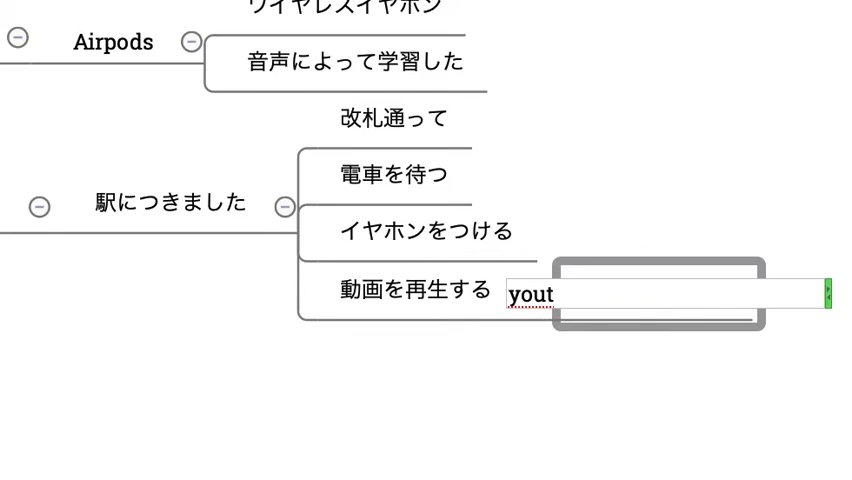 ワイヤレスイヤホン
Airpods
音声によって学習した
改札通って
電車を待つ
駅につきました
イヤホンをつける
動画を再生する yout